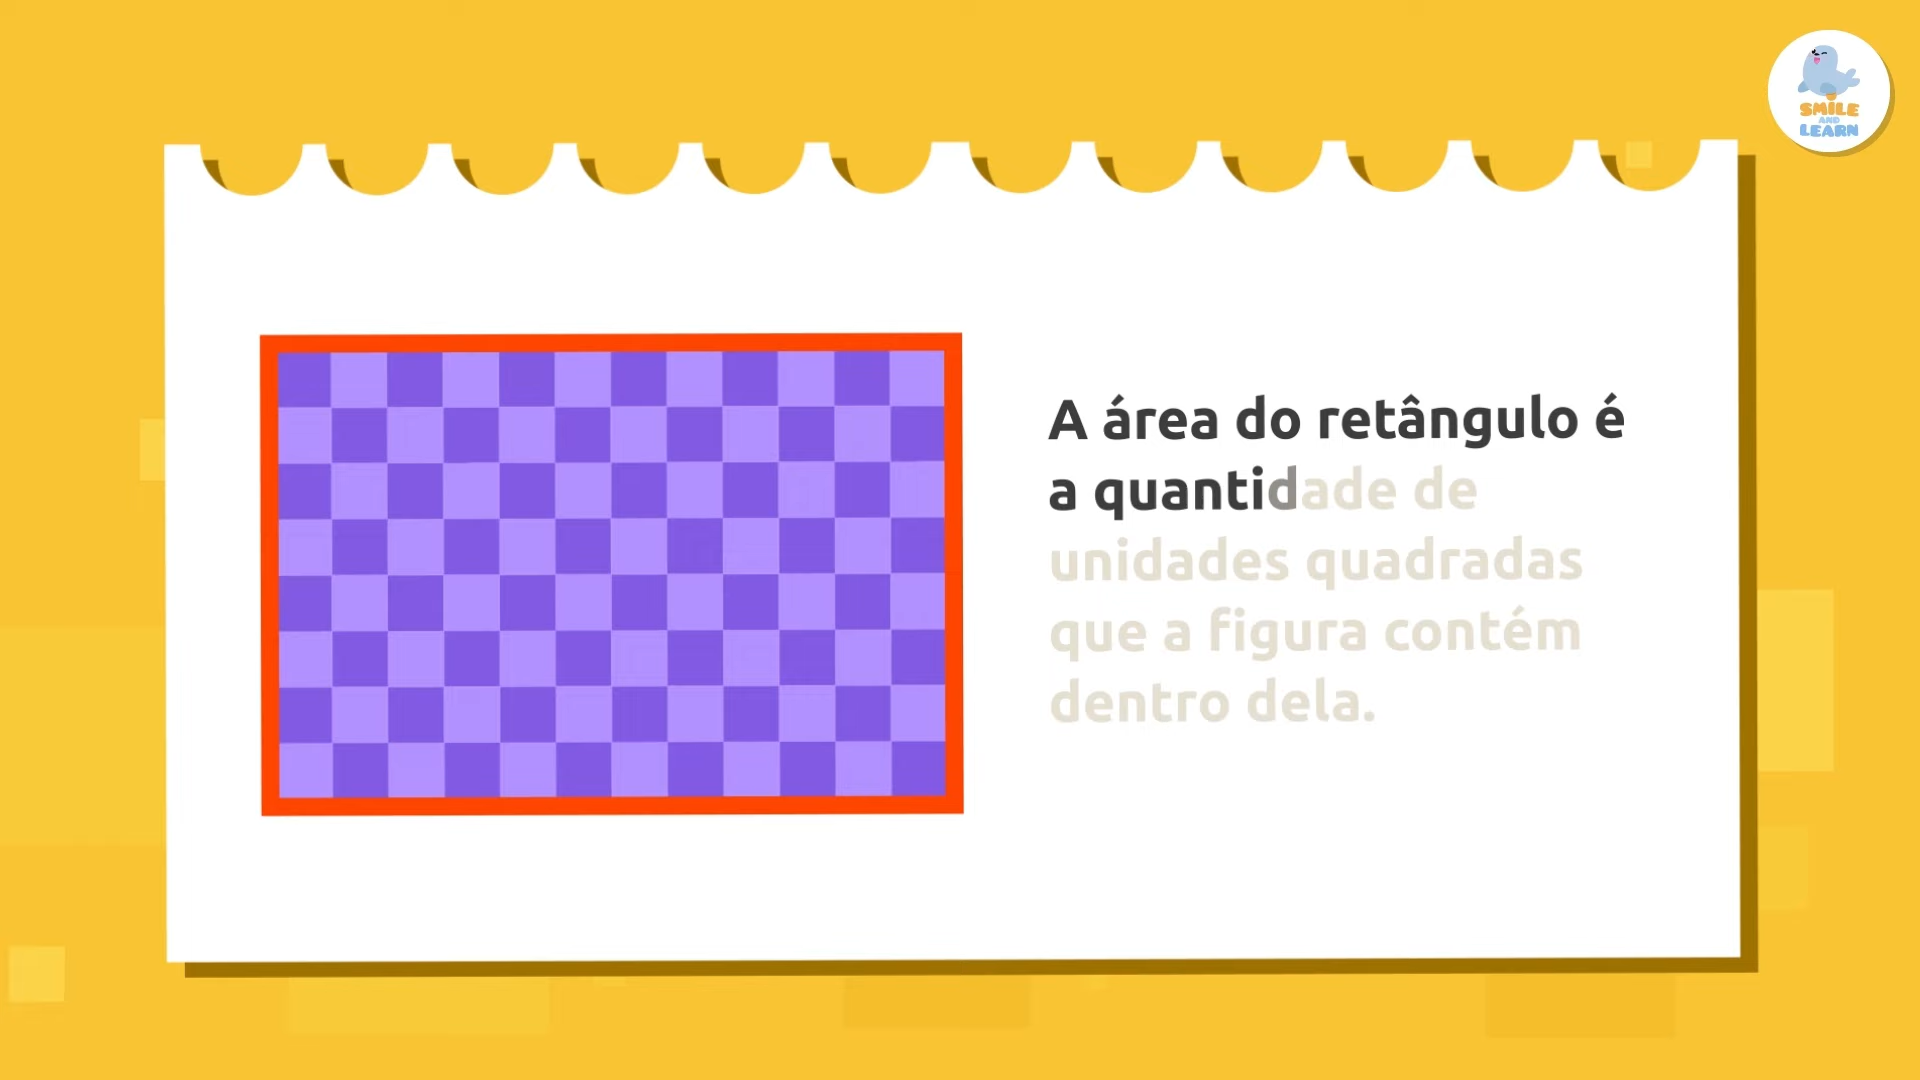 SMILE
AND
LEARN
A área do retângulo é
a quantidade de
unidades quadradas
que a figura contém
dentro dela.